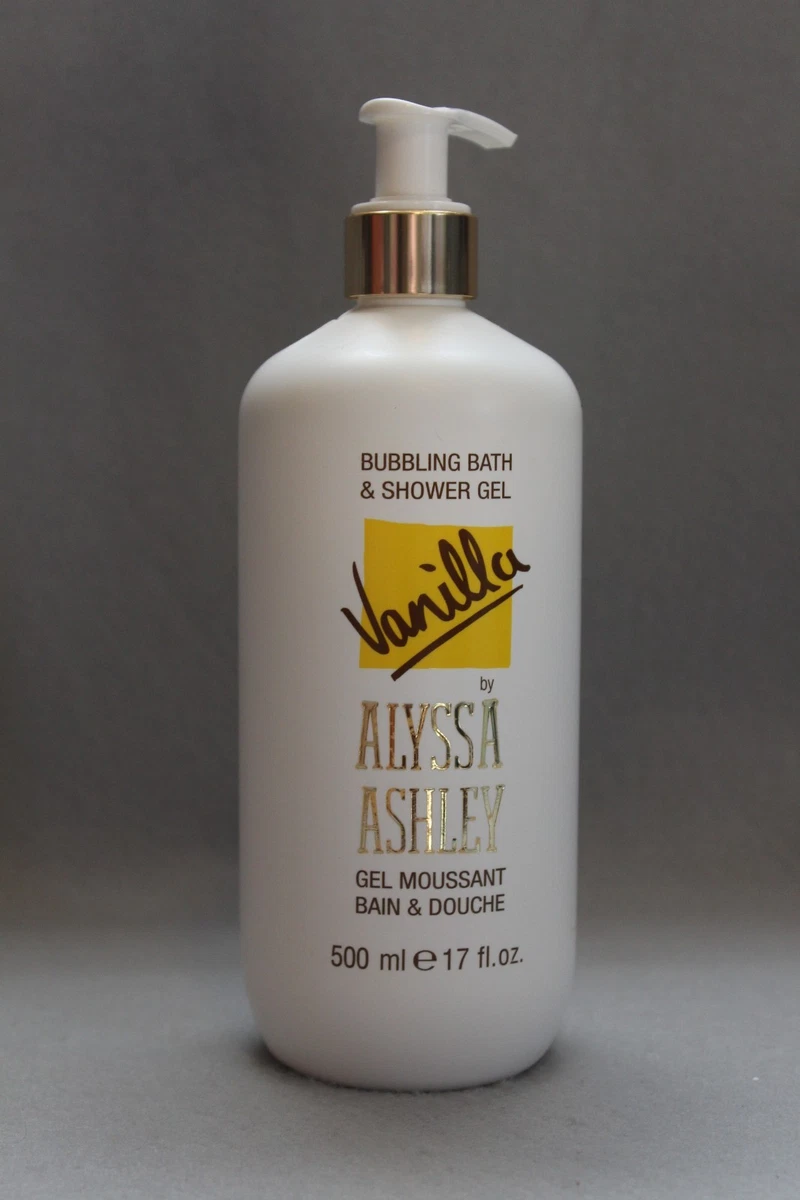 BUBBLING BATH
& SHOWER GEL
Vanilla
by
ALYSSA
ASHLEY
GEL MOUSSANT
BAIN & DOUCHE
500 ml ℮ 17 fl.oz.